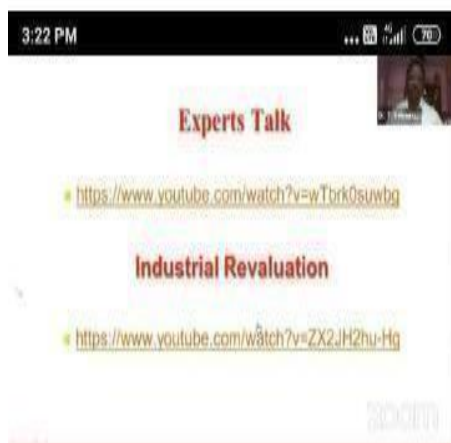 3:22 PM ... 4G 70
Experts Talk
https://www.youtube.com/watch?v=wTbrk0suwbg
Industrial Revaluation
https://www.youtube.com/watch?v=ZX2JH2hu-Hg
zoom